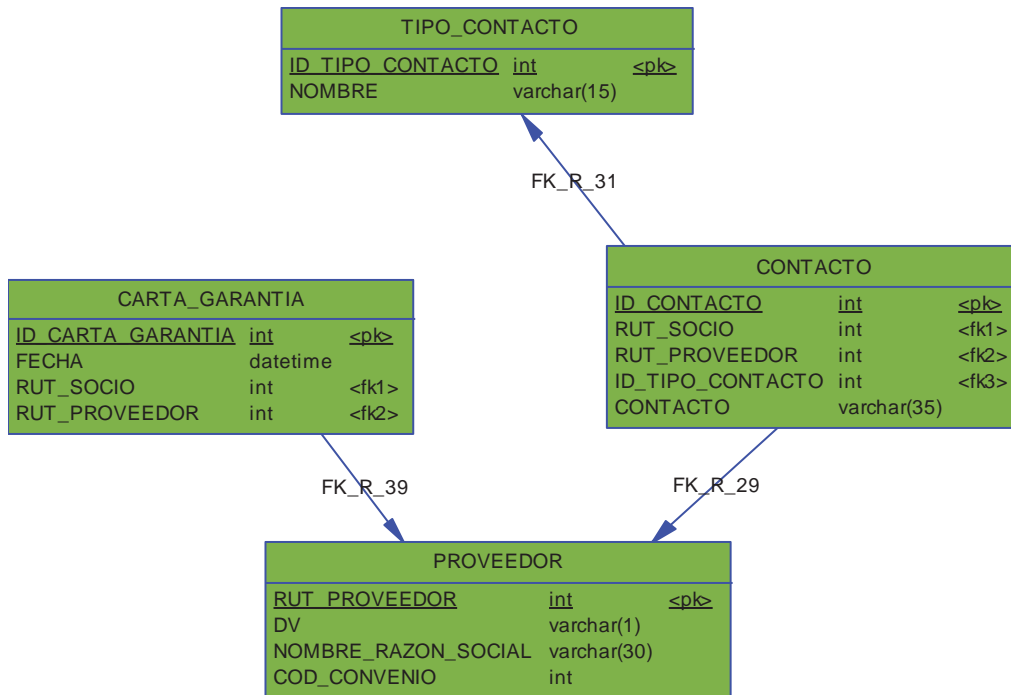 TIPO_CONTACTO
ID_TIPO_CONTACTO int <pk>
NOMBRE varchar(15)
FK_R_31
CONTACTO
ID_CONTACTO int <pk>
RUT_SOCIO int <fk1>
RUT_PROVEEDOR int <fk2>
ID_TIPO_CONTACTO int <fk3>
CONTACTO varchar(35)
CARTA_GARANTIA
ID_CARTA_GARANTIA int <pk>
FECHA datetime
RUT_SOCIO int <fk1>
RUT_PROVEEDOR int <fk2>
FK_R_39
FK_R_29
PROVEEDOR
RUT_PROVEEDOR int <pk>
DV varchar(1)
NOMBRE_RAZON_SOCIAL varchar(30)
COD_CONVENIO int